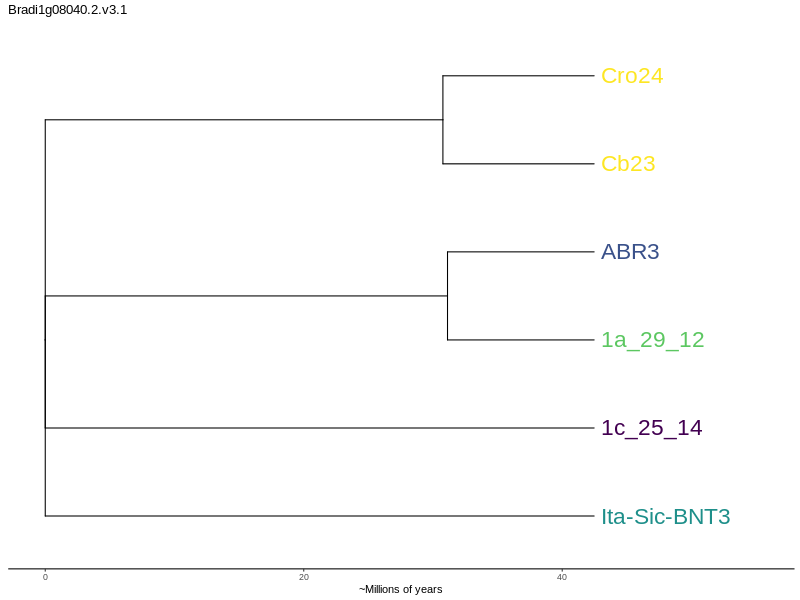 Bradi1g08040.2.v3.1
Cro24
Cb23
ABR3
1a_29_12
1c_25_14
Ita-Sic-BNT3
0 20 40
~Millions of years